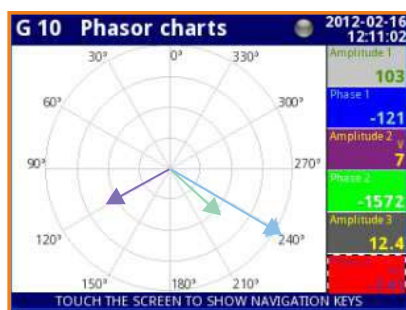 G 10 Phasor charts
2012-02-16
12:11:02
30° 0° 330°
60° 300°
90° 270°
120° 240°
150° 180° 210°
Amplitude 1
103
Phase 1
-121
Amplitude 2
V
7
Phase 2
-1572
Amplitude 3
12.4
TOUCH THE SCREEN TO SHOW NAVIGATION KEYS